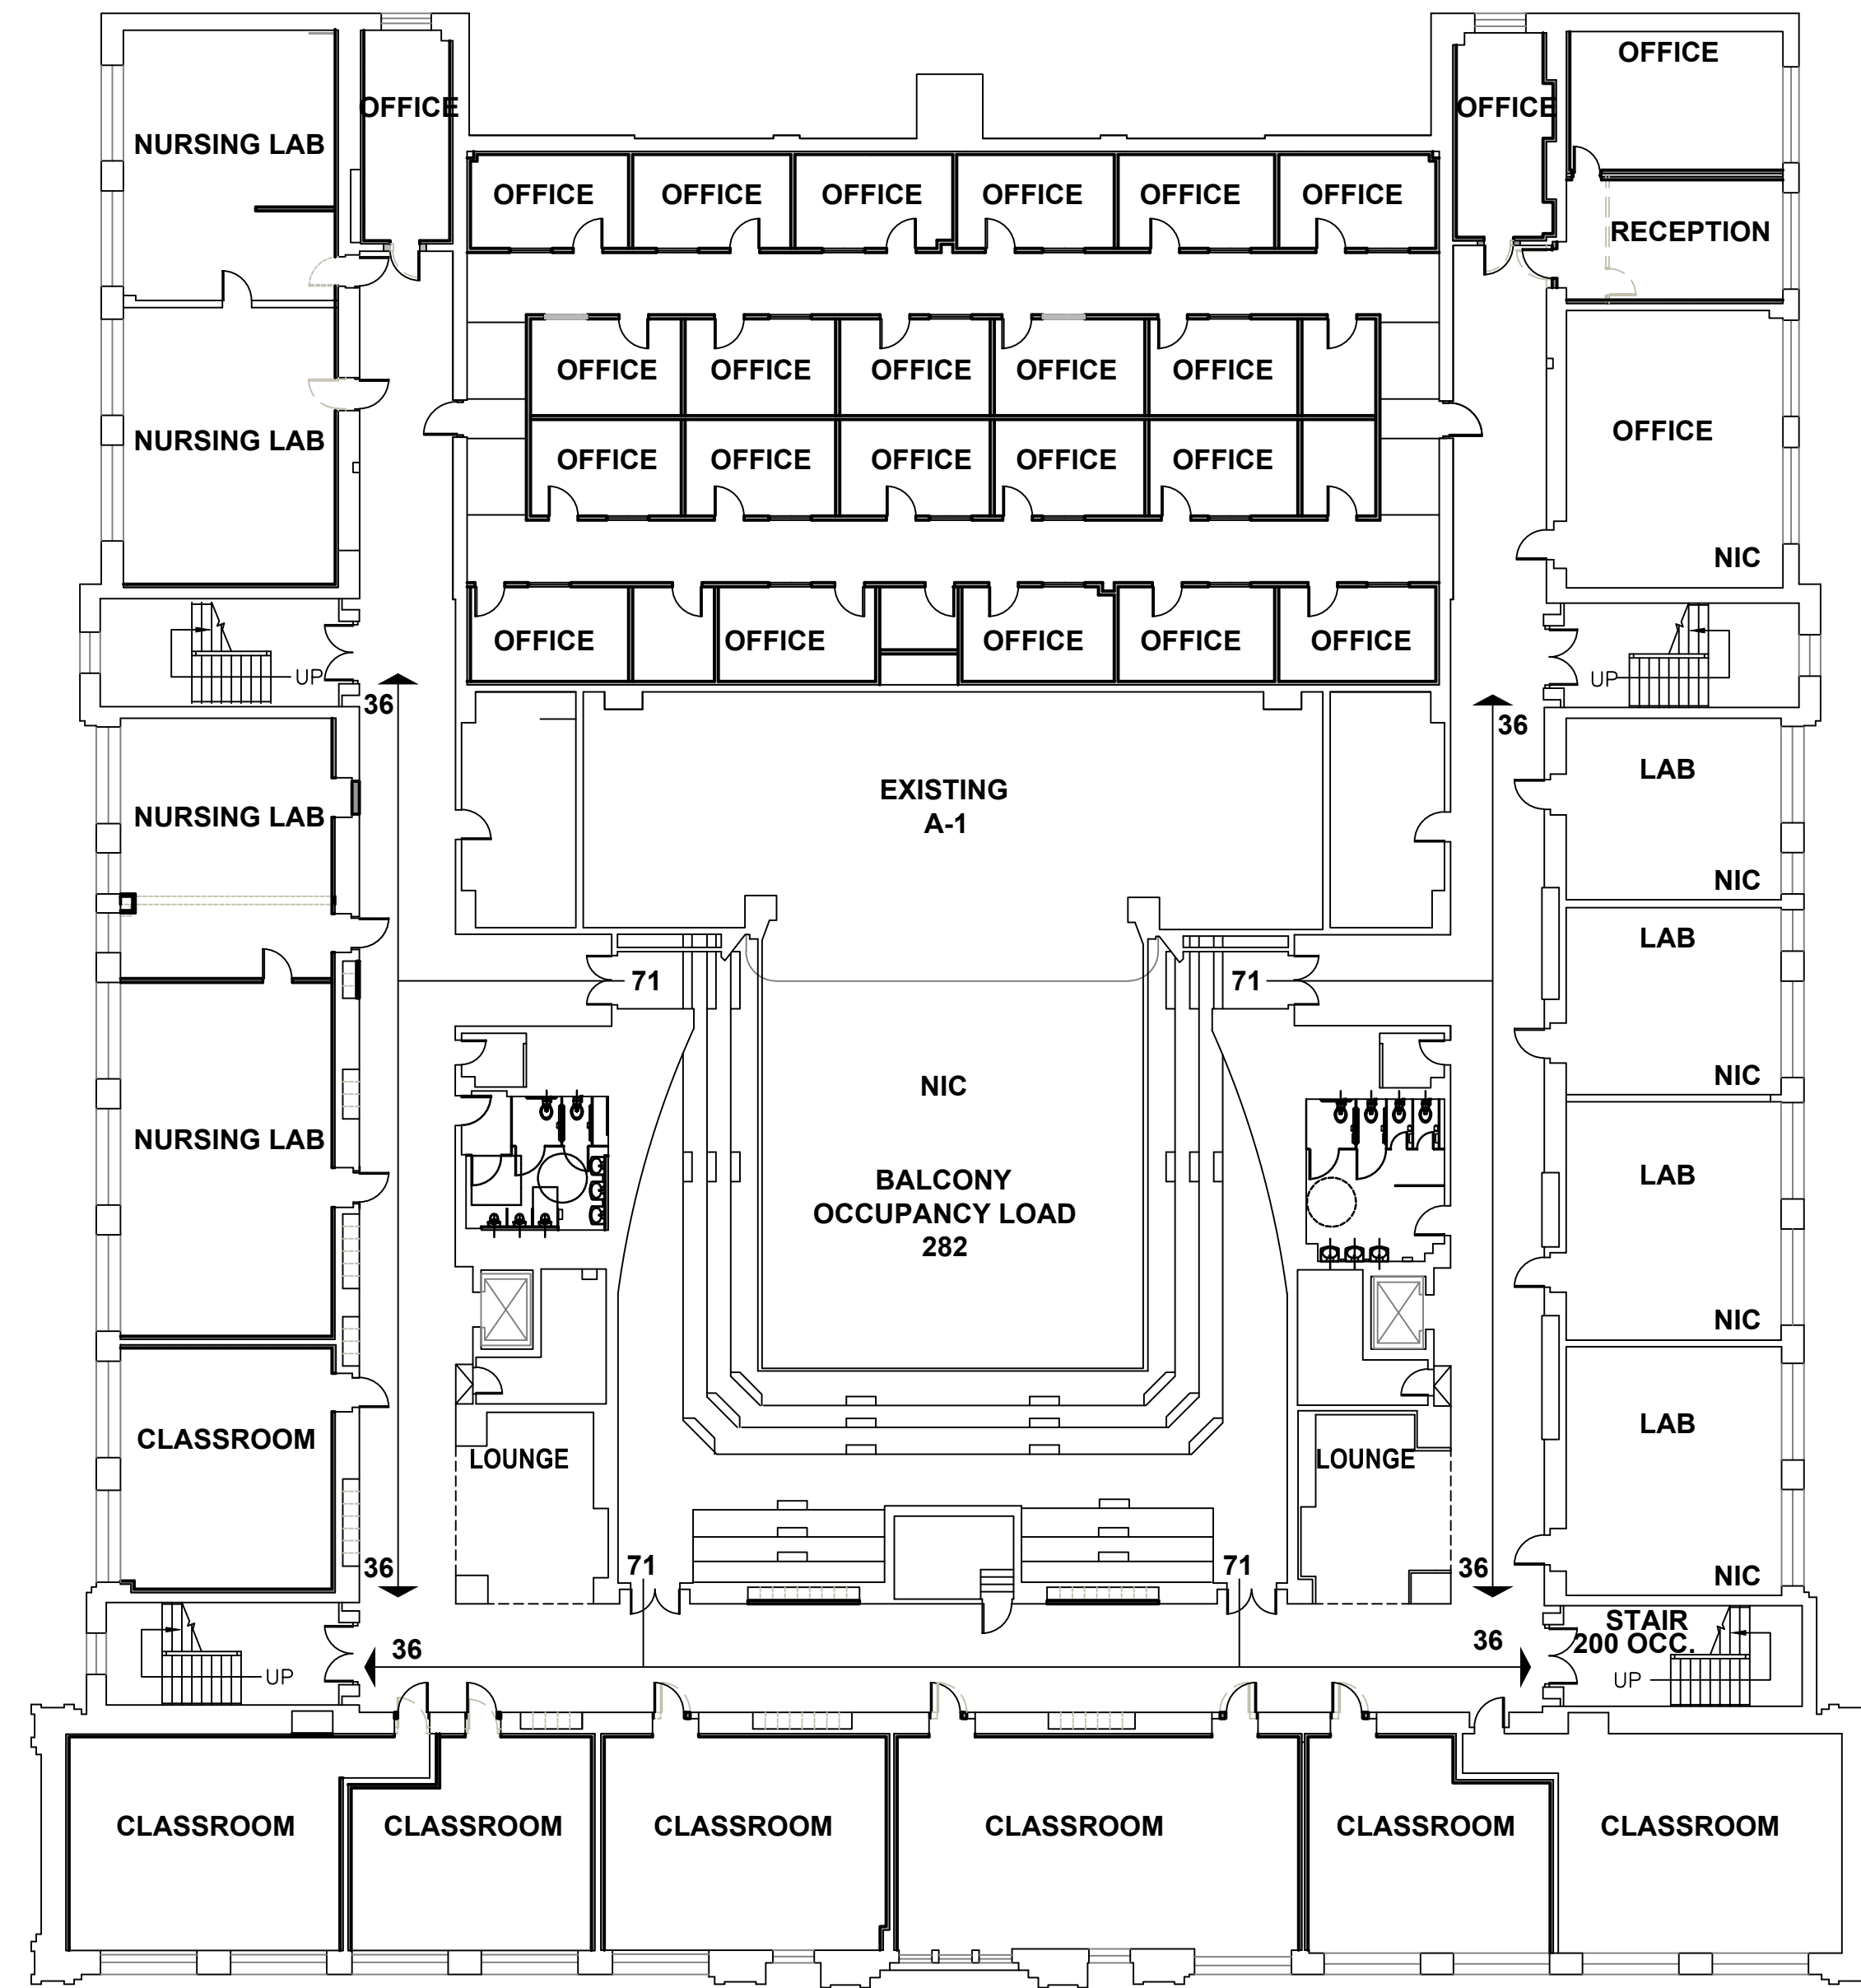 OFFICE
OFFICE
OFFICE
NURSING LAB
OFFICE
OFFICE
OFFICE
OFFICE
OFFICE
OFFICE
RECEPTION
OFFICE
OFFICE
OFFICE
OFFICE
OFFICE
NURSING LAB
OFFICE
OFFICE
OFFICE
OFFICE
OFFICE
OFFICE
NIC
OFFICE
OFFICE
OFFICE
OFFICE
OFFICE
UP
UP
36
36
LAB
EXISTING
A-1
NURSING LAB
NIC
LAB
71
71
NIC
NIC
NURSING LAB
BALCONY
OCCUPANCY LOAD
282
LAB
NIC
CLASSROOM
LOUNGE
LOUNGE
LAB
36
71
71
36
NIC
36
36
STAIR
200 OCC.
UP
UP
CLASSROOM
CLASSROOM
CLASSROOM
CLASSROOM
CLASSROOM
CLASSROOM